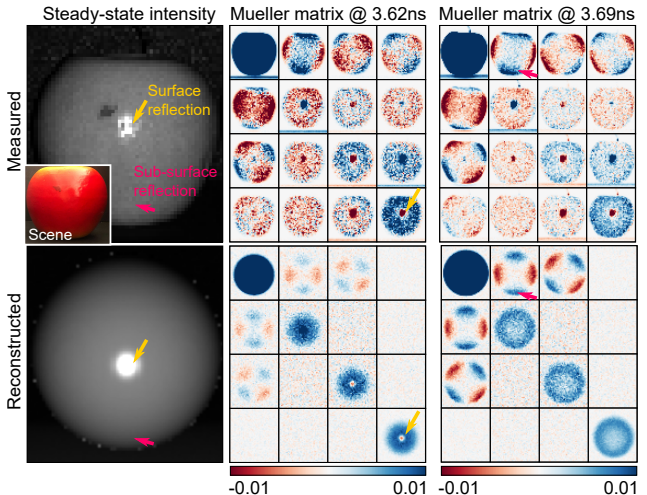 Steady-state intensity
Mueller matrix @ 3.62ns
Mueller matrix @ 3.69ns
Measured
Surface
reflection
Sub-surface
reflection
Scene
Reconstructed
-0.01
0.01
-0.01
0.01